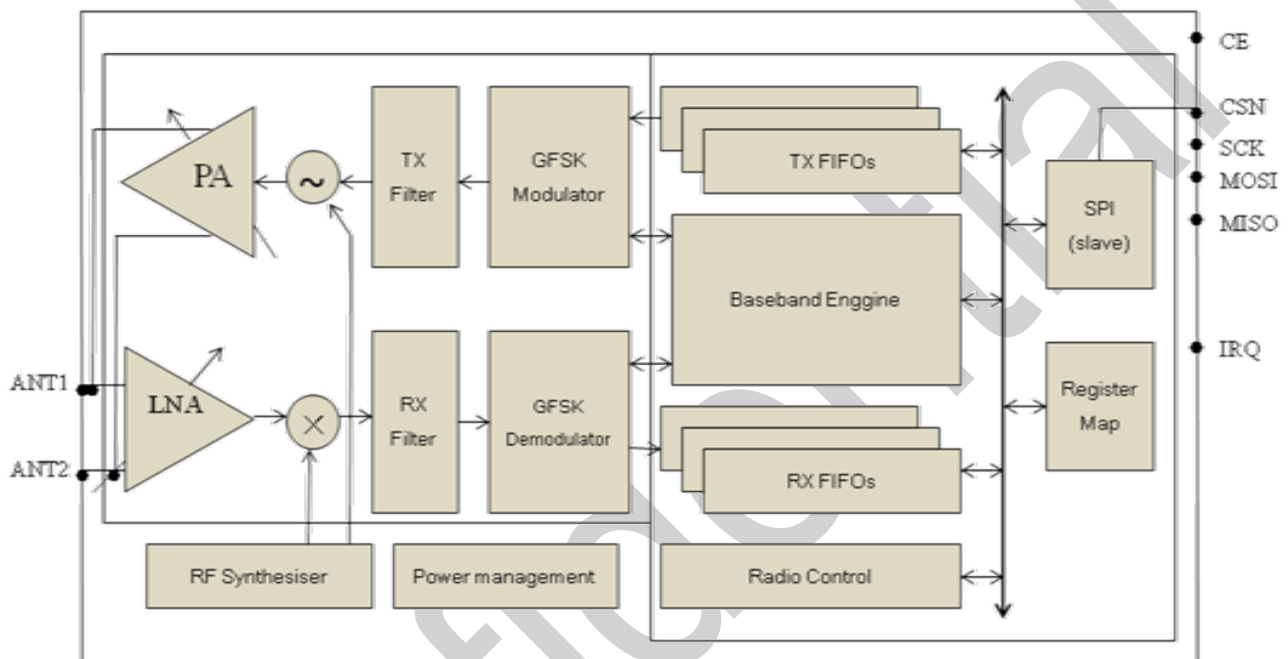 CE
CSN
SCK
MOSI
MISO
IRQ
ANT1
ANT2
PA
LNA
TX
Filter
GFSK
Modulator
TX FIFOs
Baseband Enggine
SPI
(slave)
RX
Filter
GFSK
Demodulator
RX FIFOs
Register
Map
RF Synthesiser
Power management
Radio Control